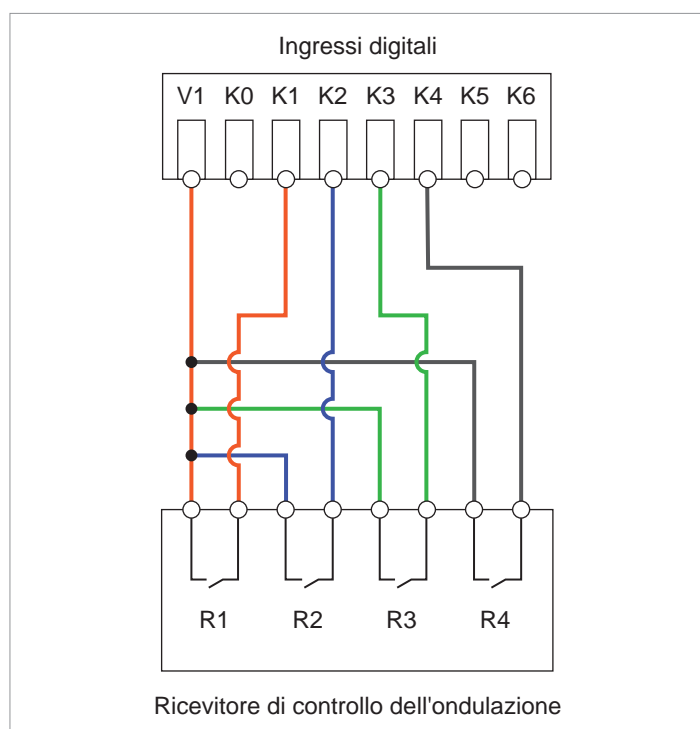 Ingressi digitali
V1 K0 K1 K2 K3 K4 K5 K6
R1 R2 R3 R4
Ricevitore di controllo dell'ondulazione